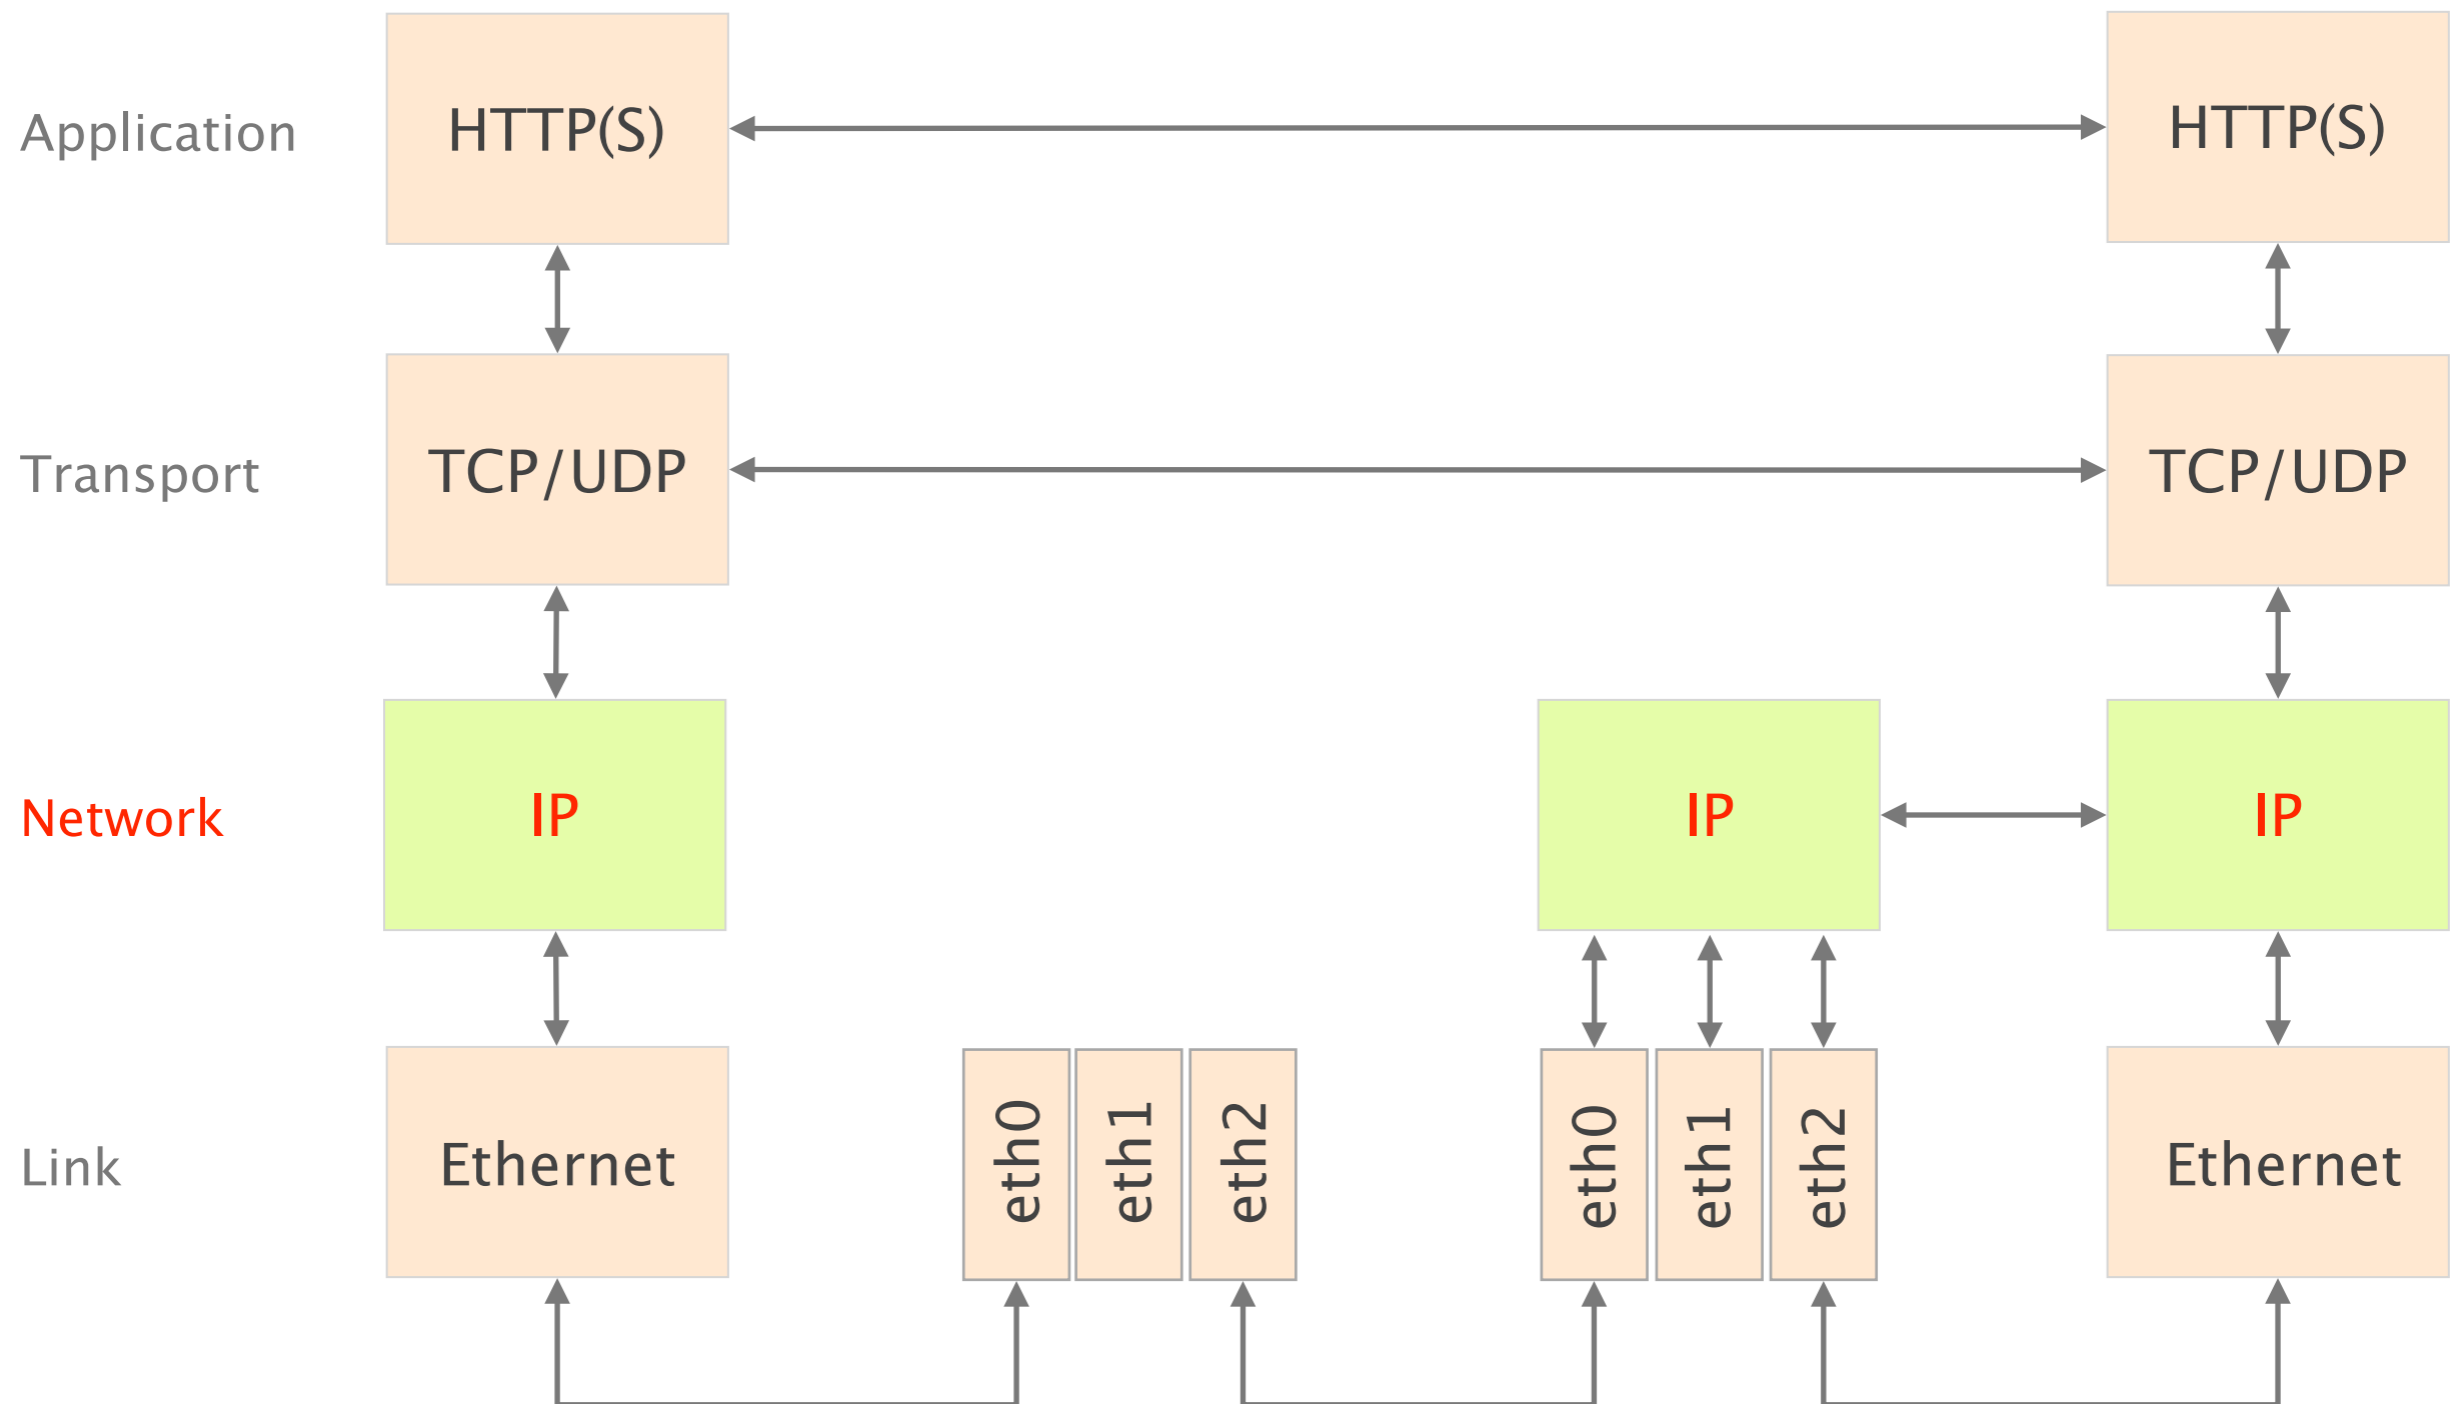 Application
HTTP(S)
HTTP(S)
Transport
TCP/UDP
TCP/UDP
Network
IP
IP
IP
Link
Ethernet
eth0
eth1
eth2
eth0
eth1
eth2
Ethernet